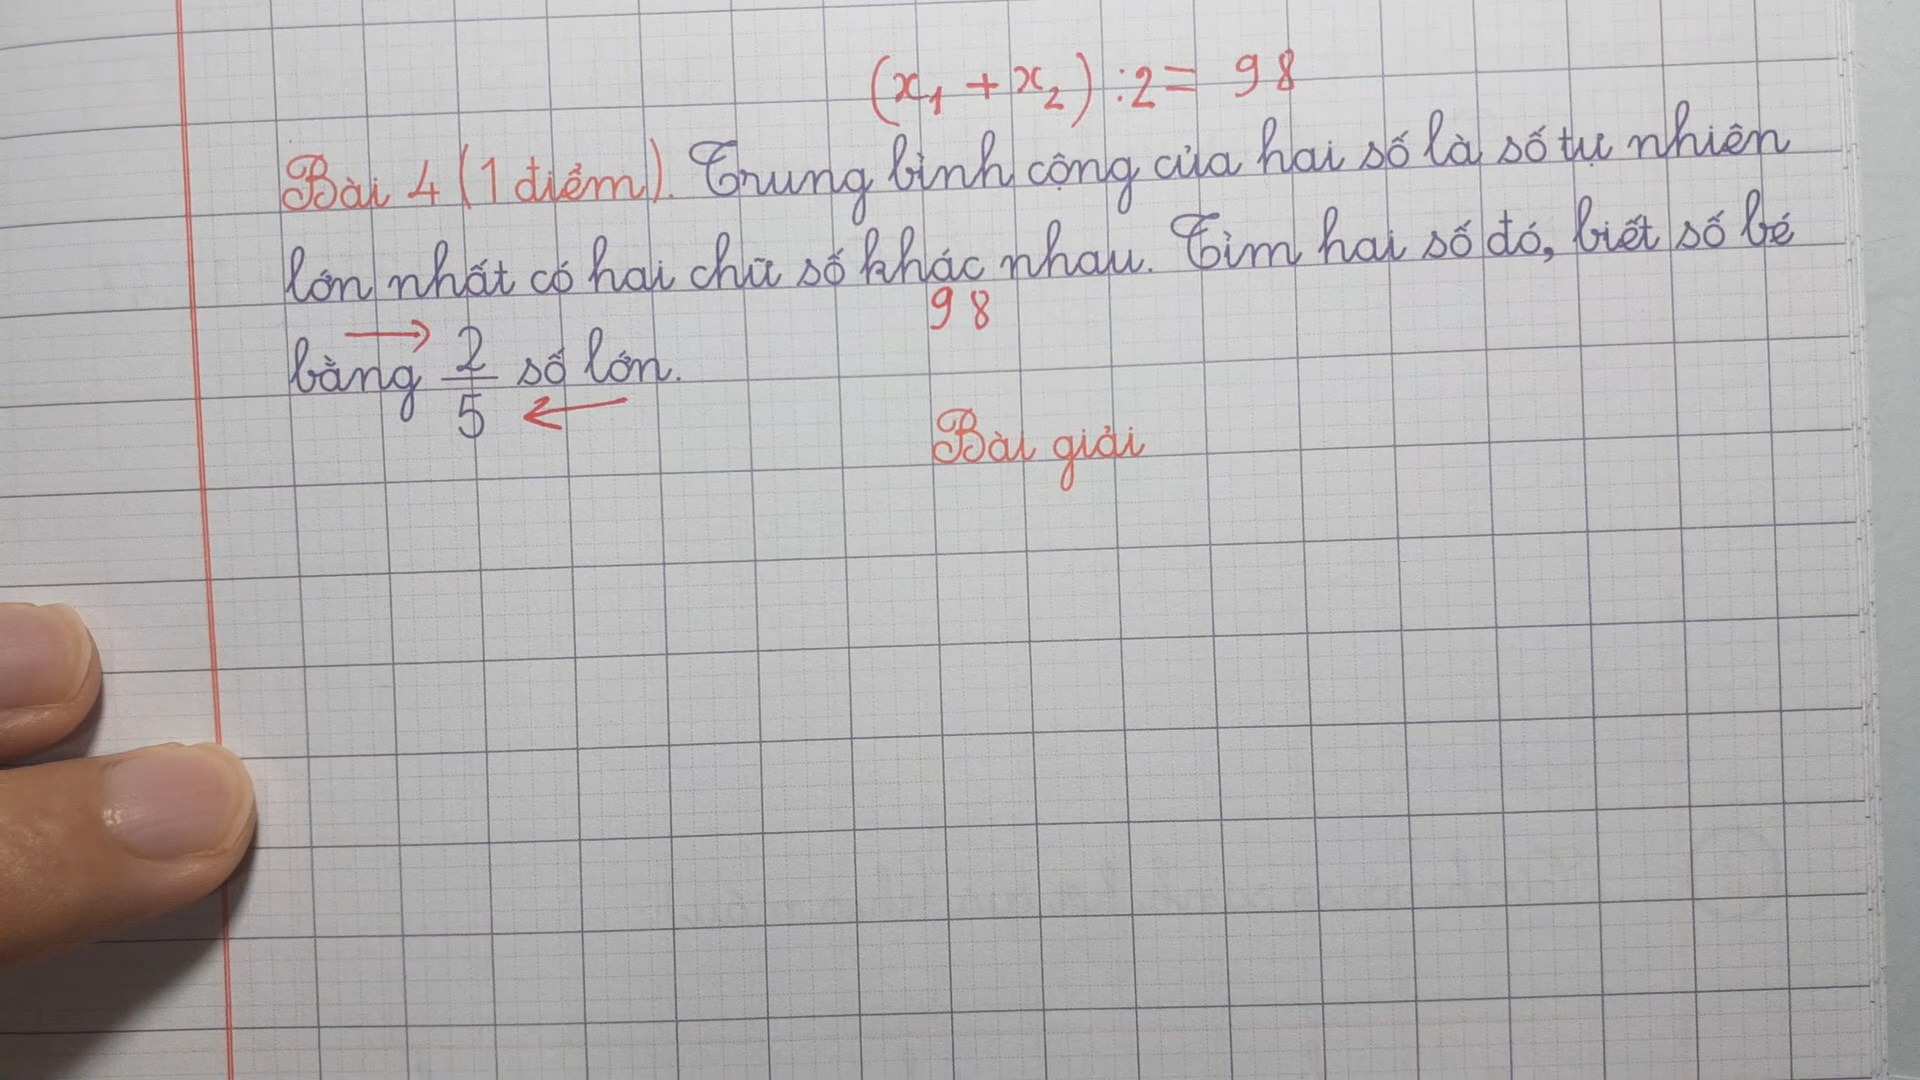 (x₁ + x₂) : 2 = 98
Bài 4 (1 điểm). Trung bình cộng của hai số là số tự nhiên
lớn nhất có hai chữ số khác nhau. Tìm hai số đó, biết số bé
98
bằng 2/5 số lớn.
Bài giải